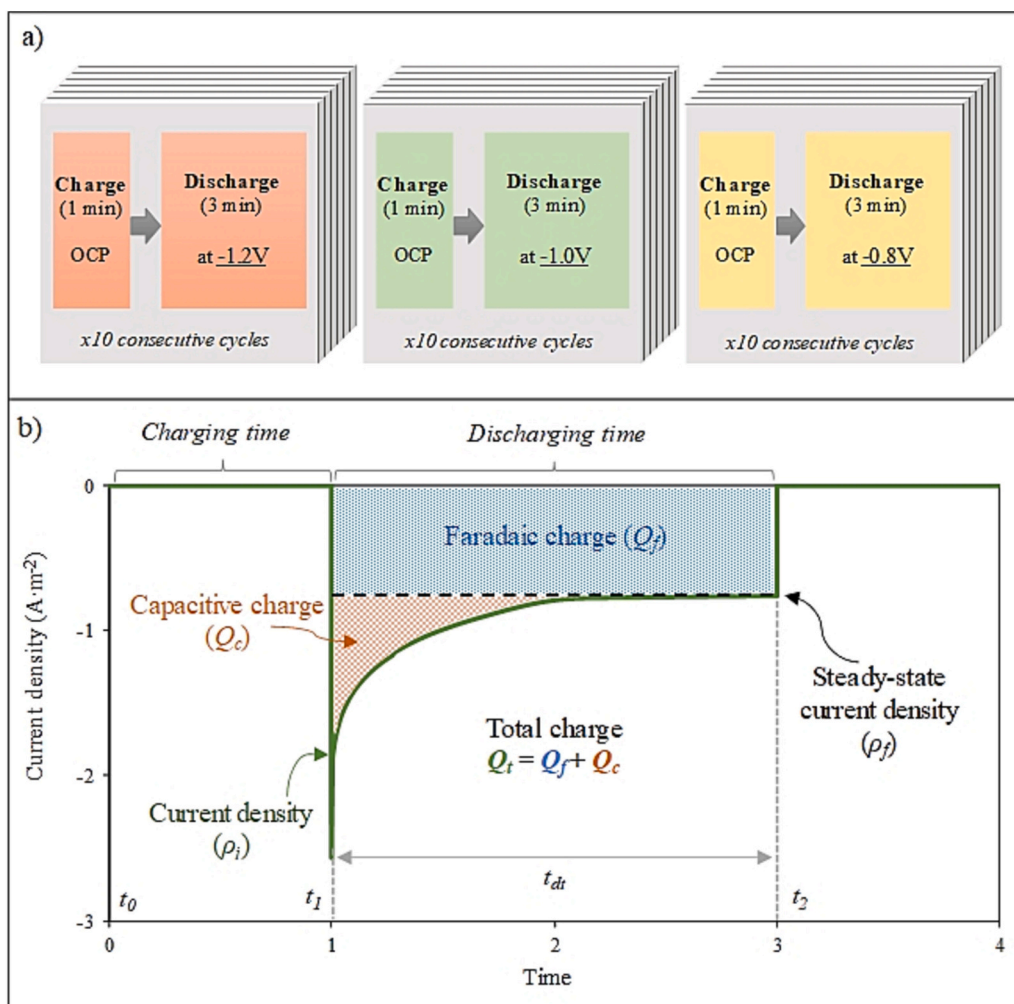 a)
Charge
(1 min)
OCP
Discharge
(3 min)
at -1.2V
x10 consecutive cycles
Charge
(1 min)
OCP
Discharge
(3 min)
at -1.0V
x10 consecutive cycles
Charge
(1 min)
OCP
Discharge
(3 min)
at -0.8V
x10 consecutive cycles
b)
Charging time
Discharging time
0
-1
-2
-3
Current density (A·m-2)
Faradaic charge (Qf)
Capacitive charge
(Qc)
Steady-state
current density
(ρf)
Total charge
Qt = Qf + Qc
Current density
(ρi)
tdt
t0
t1
t2
0
1
2
3
4
Time